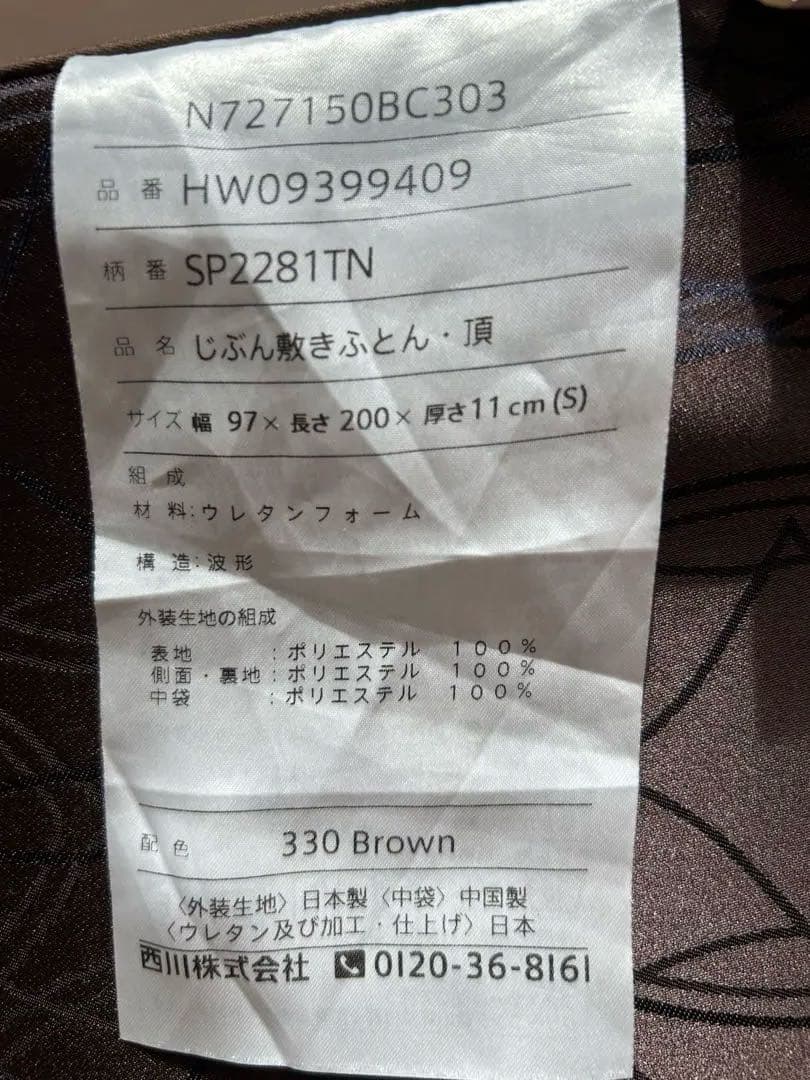 N727150BC303
品番 HW09399409
柄番 SP2281TN
品名 じぶん敷きふとん・頂
サイズ 幅 97× 長さ 200× 厚さ11cm(S)
組成
材料:ウレタンフォーム
構造:波形
外装生地の組成
表地 :ポリエステル 100%
側面・裏地:ポリエステル 100%
中袋 :ポリエステル 100%
配色 330 Brown
〈外装生地〉日本製〈中袋〉中国製
〈ウレタン及び加工・仕上げ〉日本
西川株式会社 0120-36-8161